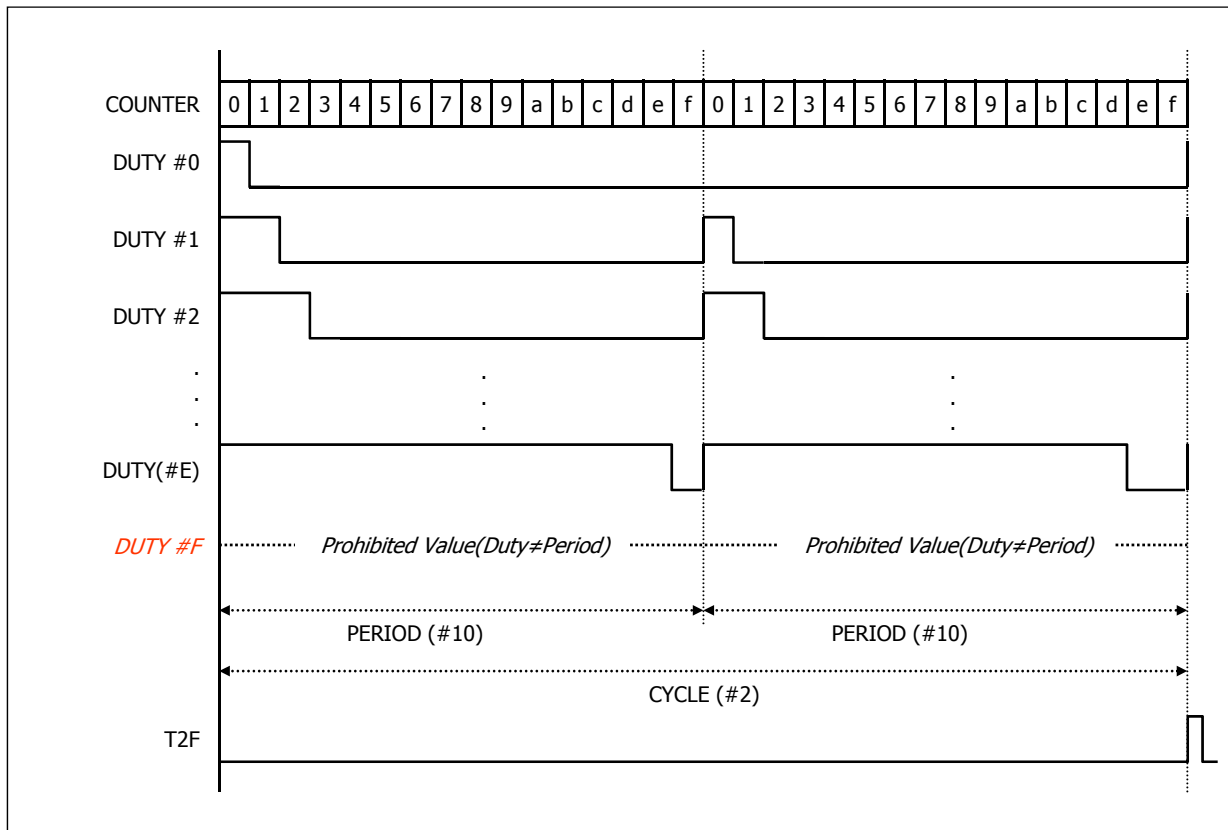 COUNTER 0 1 2 3 4 5 6 7 8 9 a b c d e f 0 1 2 3 4 5 6 7 8 9 a b c d e f
DUTY #0
DUTY #1
DUTY #2
DUTY(#E)
DUTY #F Prohibited Value(Duty≠Period) Prohibited Value(Duty≠Period)
PERIOD (#10) PERIOD (#10)
CYCLE (#2)
T2F